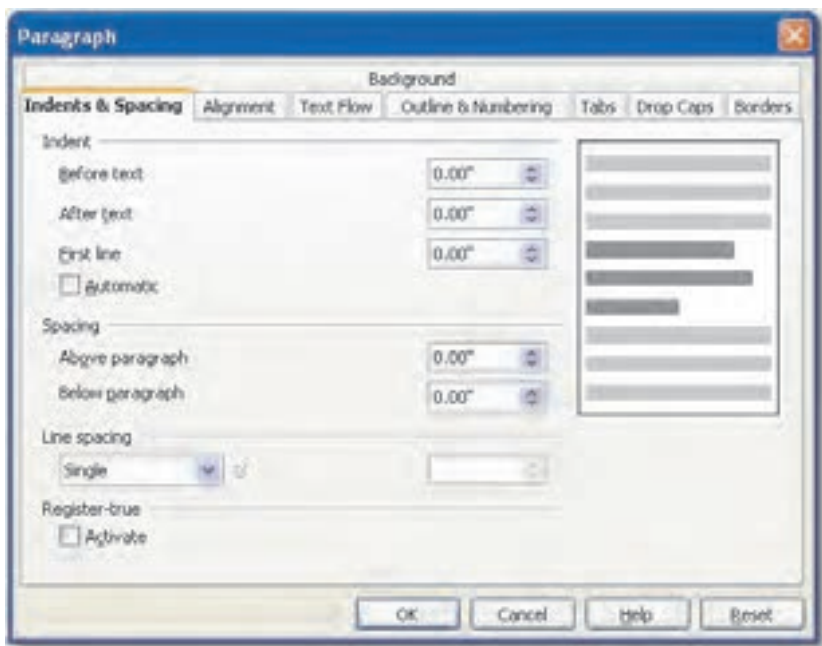 Paragraph
Background
Indents & Spacing Alignment Text Flow Outline & Numbering Tabs Drop Caps Borders
Indent
Before text 0.00"
After text 0.00"
First line 0.00"
Automatic
Spacing
Above paragraph 0.00"
Below paragraph 0.00"
Line spacing
Single of
Register-true
Activate
OK Cancel Help Reset